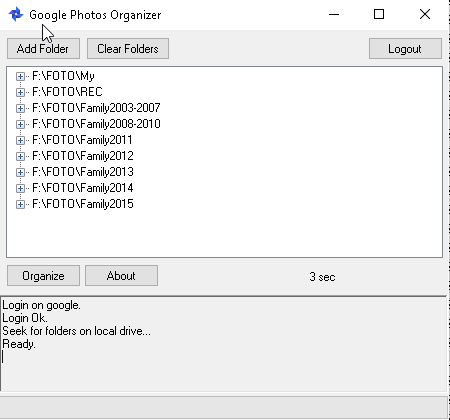 Google Photos Organizer
Add Folder Clear Folders Logout
F:\FOTO\My
F:\FOTO\REC
F:\FOTO\Family2003-2007
F:\FOTO\Family2008-2010
F:\FOTO\Family2011
F:\FOTO\Family2012
F:\FOTO\Family2013
F:\FOTO\Family2014
F:\FOTO\Family2015
Organize About 3 sec
Login on google.
Login Ok.
Seek for folders on local drive...
Ready.